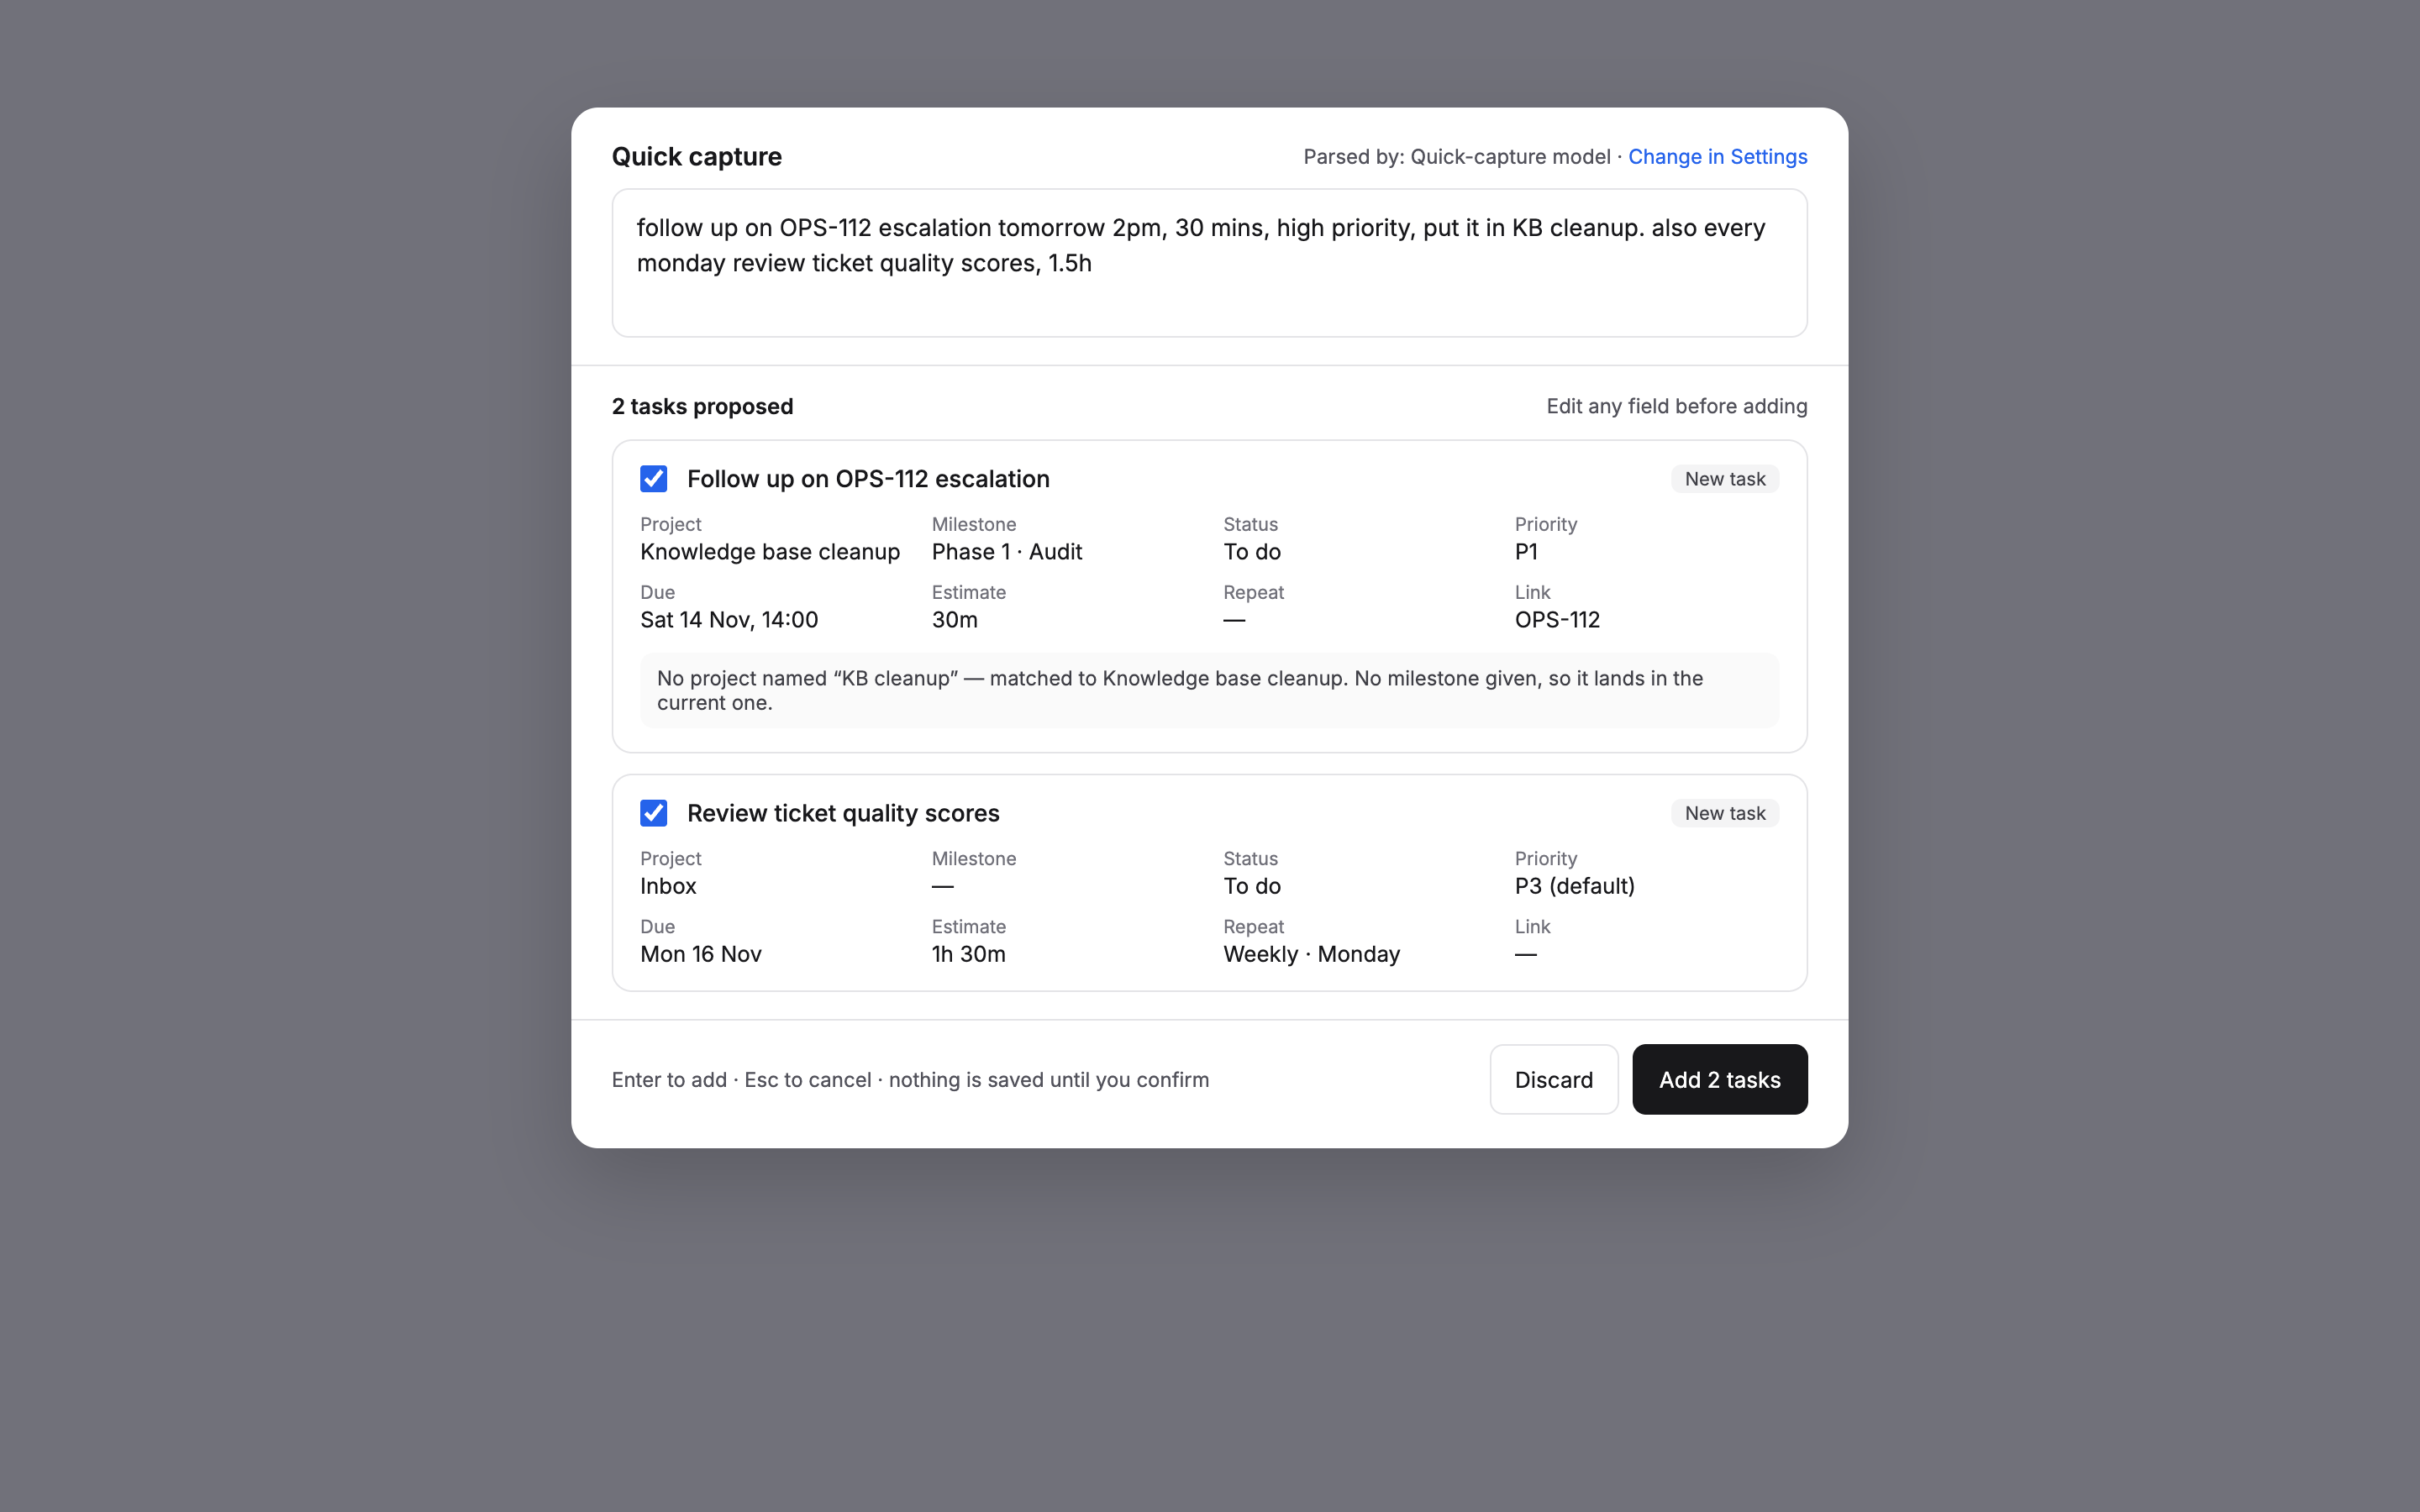 Quick capture
Parsed by: Quick-capture model · Change in Settings
follow up on OPS-112 escalation tomorrow 2pm, 30 mins, high priority, put it in KB cleanup. also every
monday review ticket quality scores, 1.5h
2 tasks proposed
Edit any field before adding
Follow up on OPS-112 escalation
New task
Project
Milestone
Status
Priority
Knowledge base cleanup
Phase 1 · Audit
To do
P1
Due
Estimate
Repeat
Link
Sat 14 Nov, 14:00
30m
—
OPS-112
No project named “KB cleanup” — matched to Knowledge base cleanup. No milestone given, so it lands in the
current one.
Review ticket quality scores
New task
Project
Milestone
Status
Priority
Inbox
—
To do
P3 (default)
Due
Estimate
Repeat
Link
Mon 16 Nov
1h 30m
Weekly · Monday
—
Enter to add · Esc to cancel · nothing is saved until you confirm
Discard
Add 2 tasks